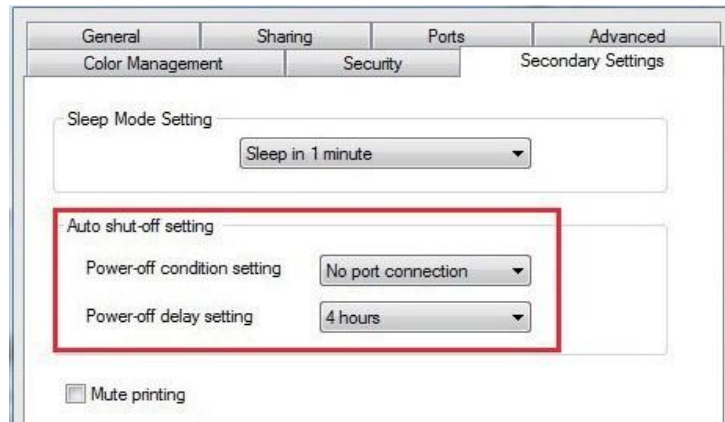 General Sharing Ports Advanced
Color Management Security Secondary Settings
Sleep Mode Setting
Sleep in 1 minute
Auto shut-off setting
Power-off condition setting No port connection
Power-off delay setting 4 hours
Mute printing